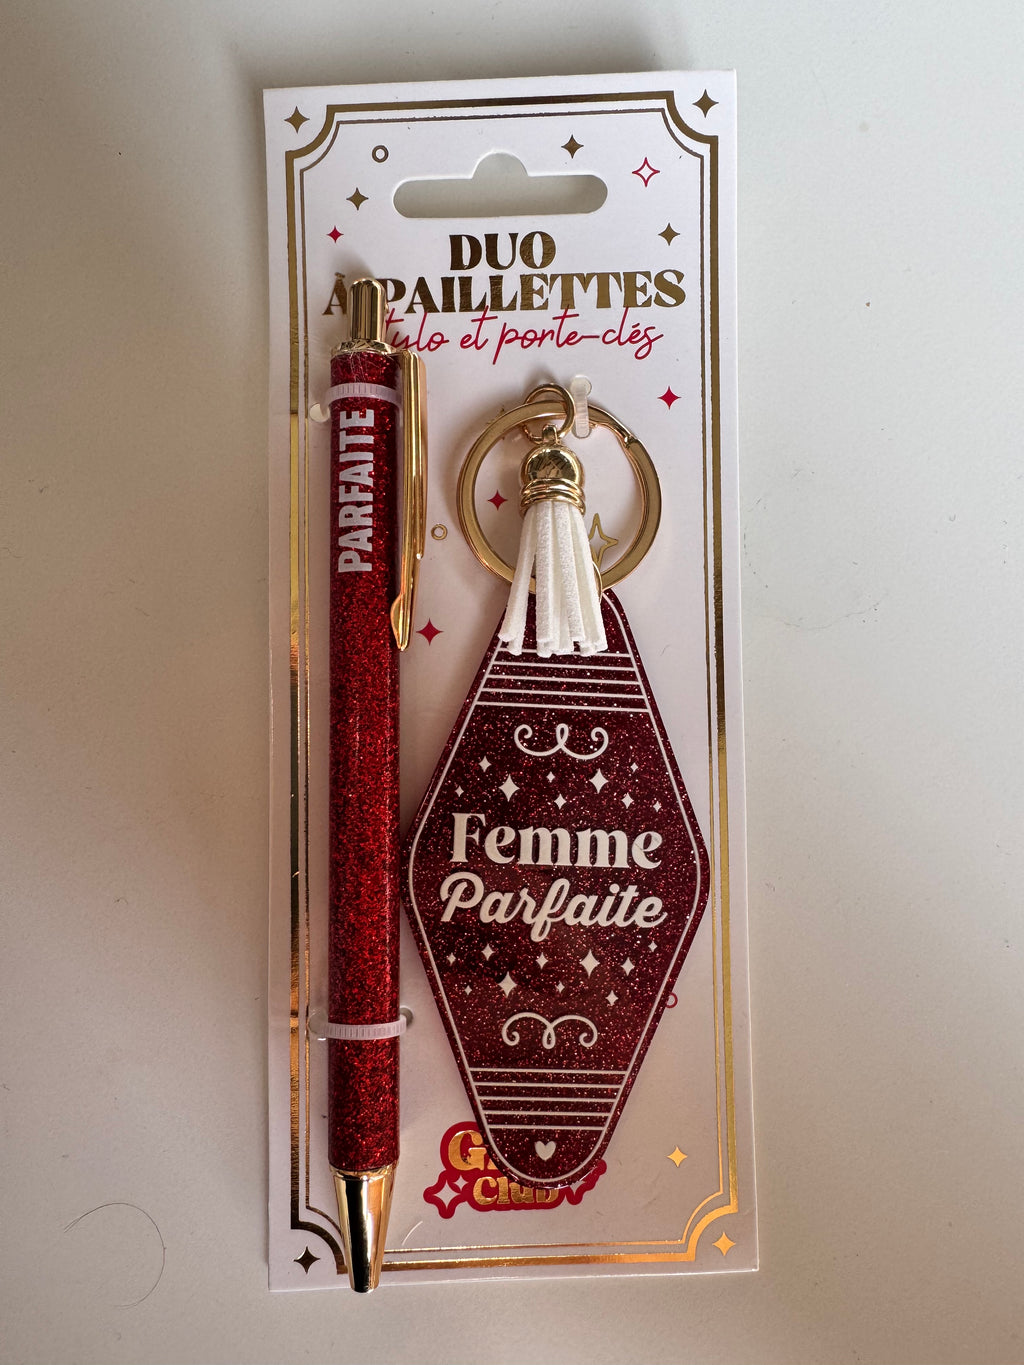 DUO
À PAILLETTES
et porte-clés
PARFAITE
Femme
Parfaite
Club